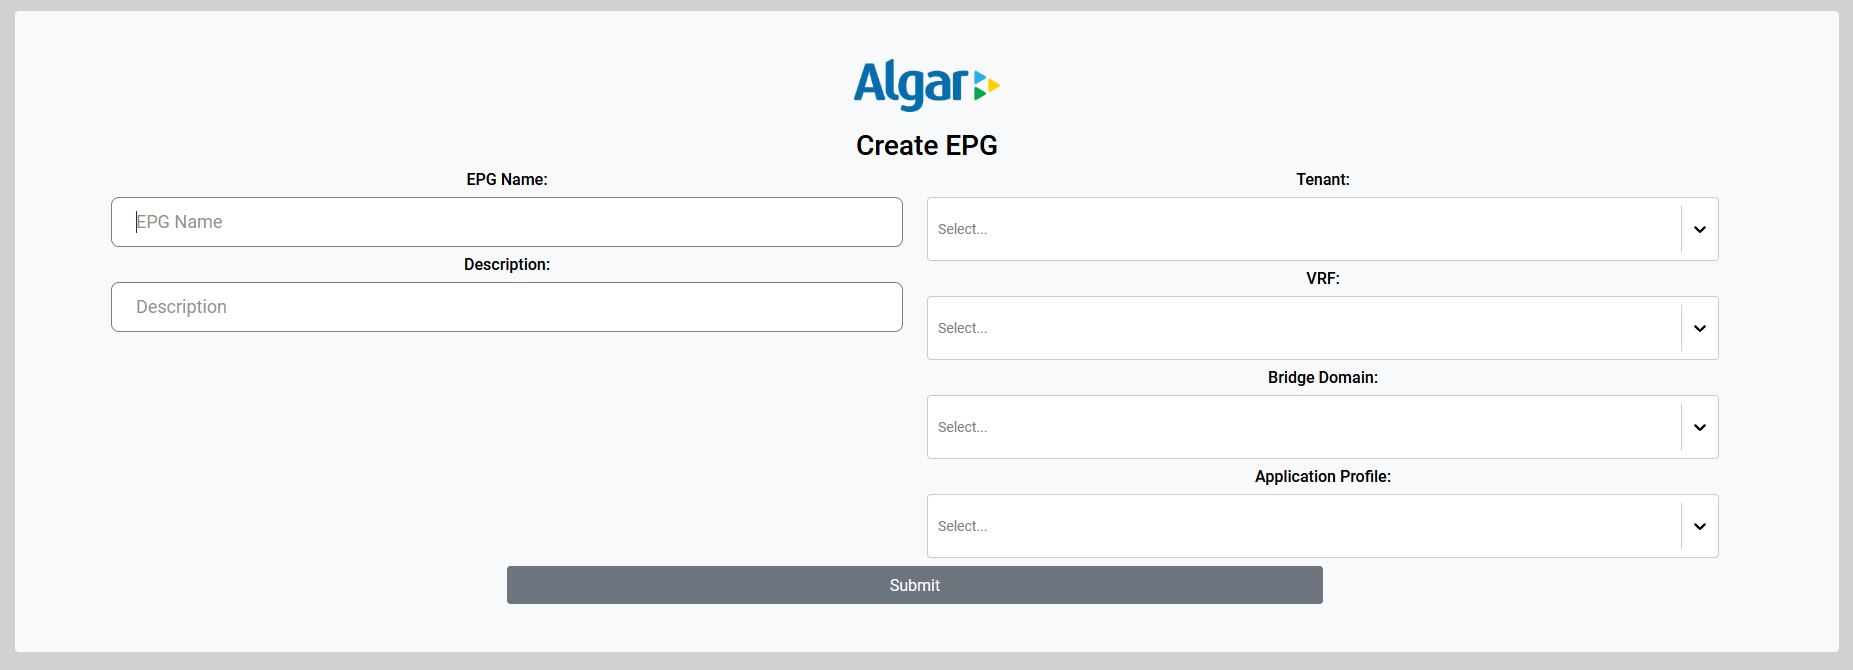 Algar
Create EPG
EPG Name:
EPG Name
Description:
Description
Tenant:
Select...
VRF:
Select...
Bridge Domain:
Select...
Application Profile:
Select...
Submit